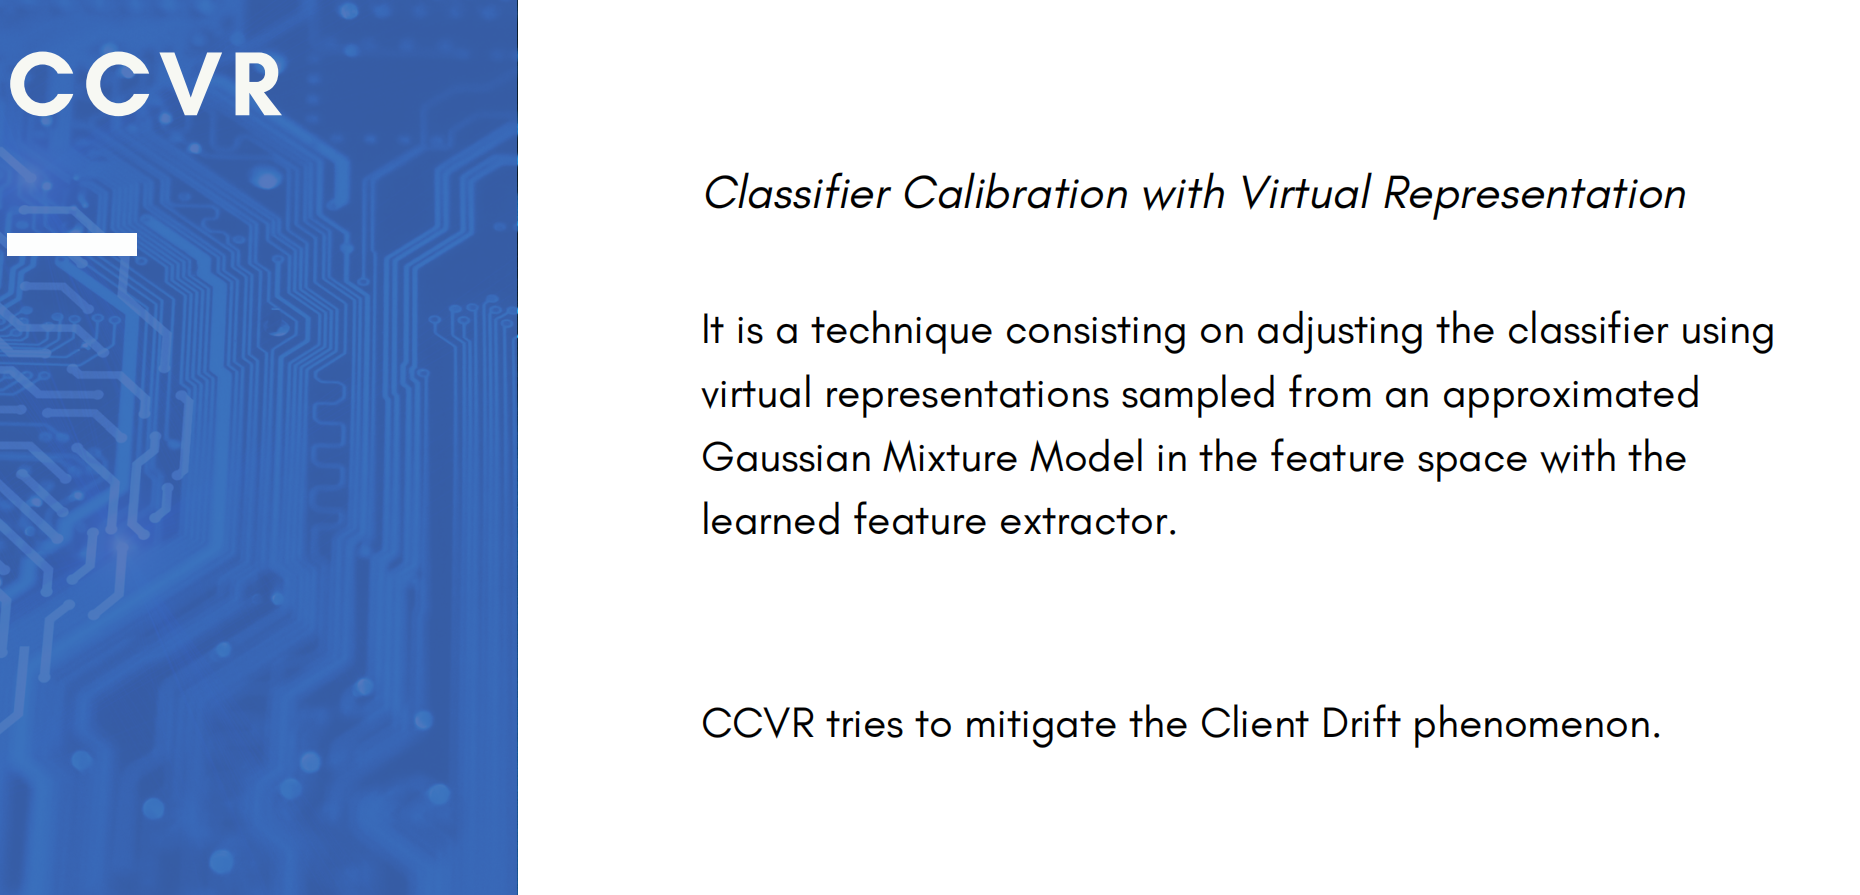 CCVR
Classifier Calibration with Virtual Representation
It is a technique consisting on adjusting the classifier using
virtual representations sampled from an approximated
Gaussian Mixture Model in the feature space with the
learned feature extractor.
CCVR tries to mitigate the Client Drift phenomenon.